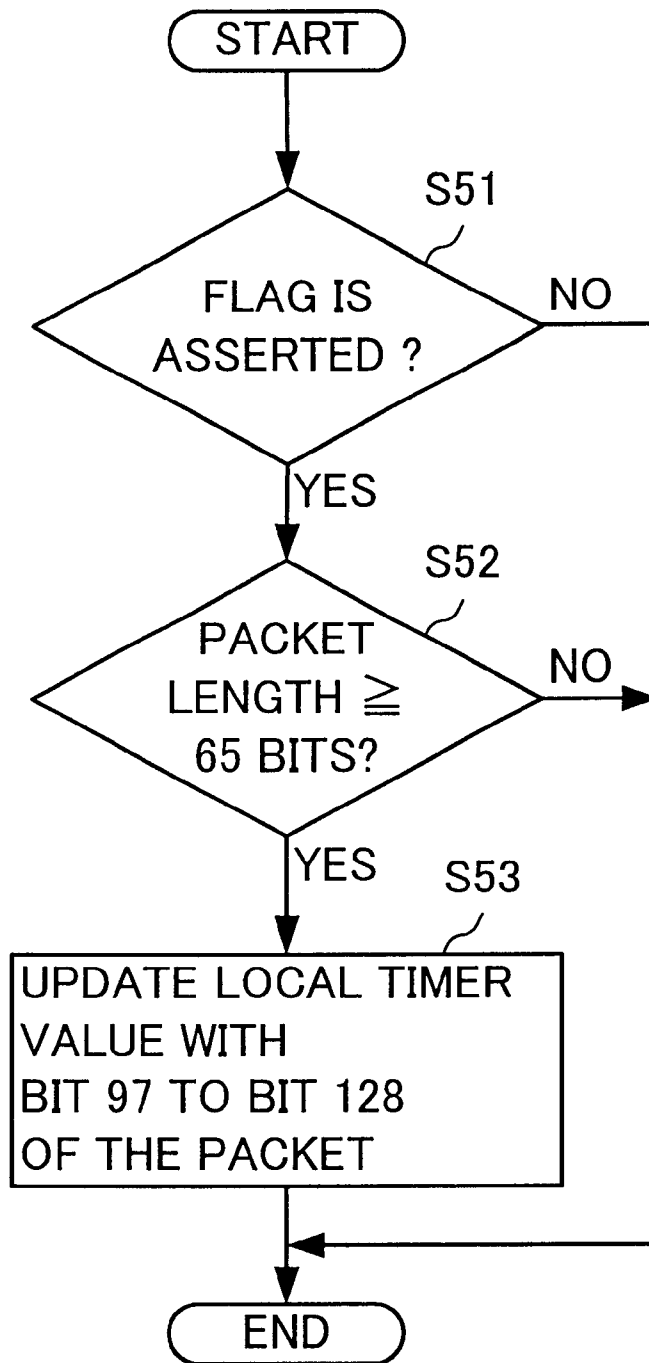 START
S51
FLAG IS
ASSERTED ?
NO
YES
S52
PACKET
LENGTH ≧
65 BITS?
NO
YES
S53
UPDATE LOCAL TIMER
VALUE WITH
BIT 97 TO BIT 128
OF THE PACKET
END